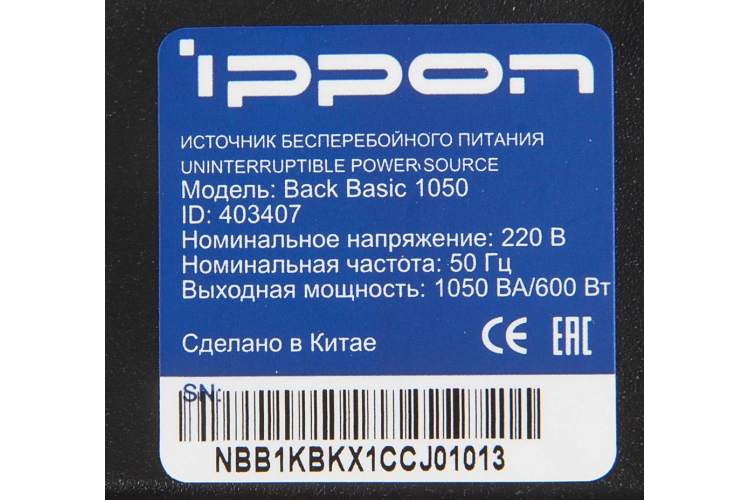 ippon
ИСТОЧНИК БЕСПЕРЕБОЙНОГО ПИТАНИЯ
UNINTERRUPTIBLE POWER SOURCE
Модель: Back Basic 1050
ID: 403407
Номинальное напряжение: 220 В
Номинальная частота: 50 Гц
Выходная мощность: 1050 ВА/600 Вт
Сделано в Китае CE EAC
SN:
NBB1KBKX1CCJ01013